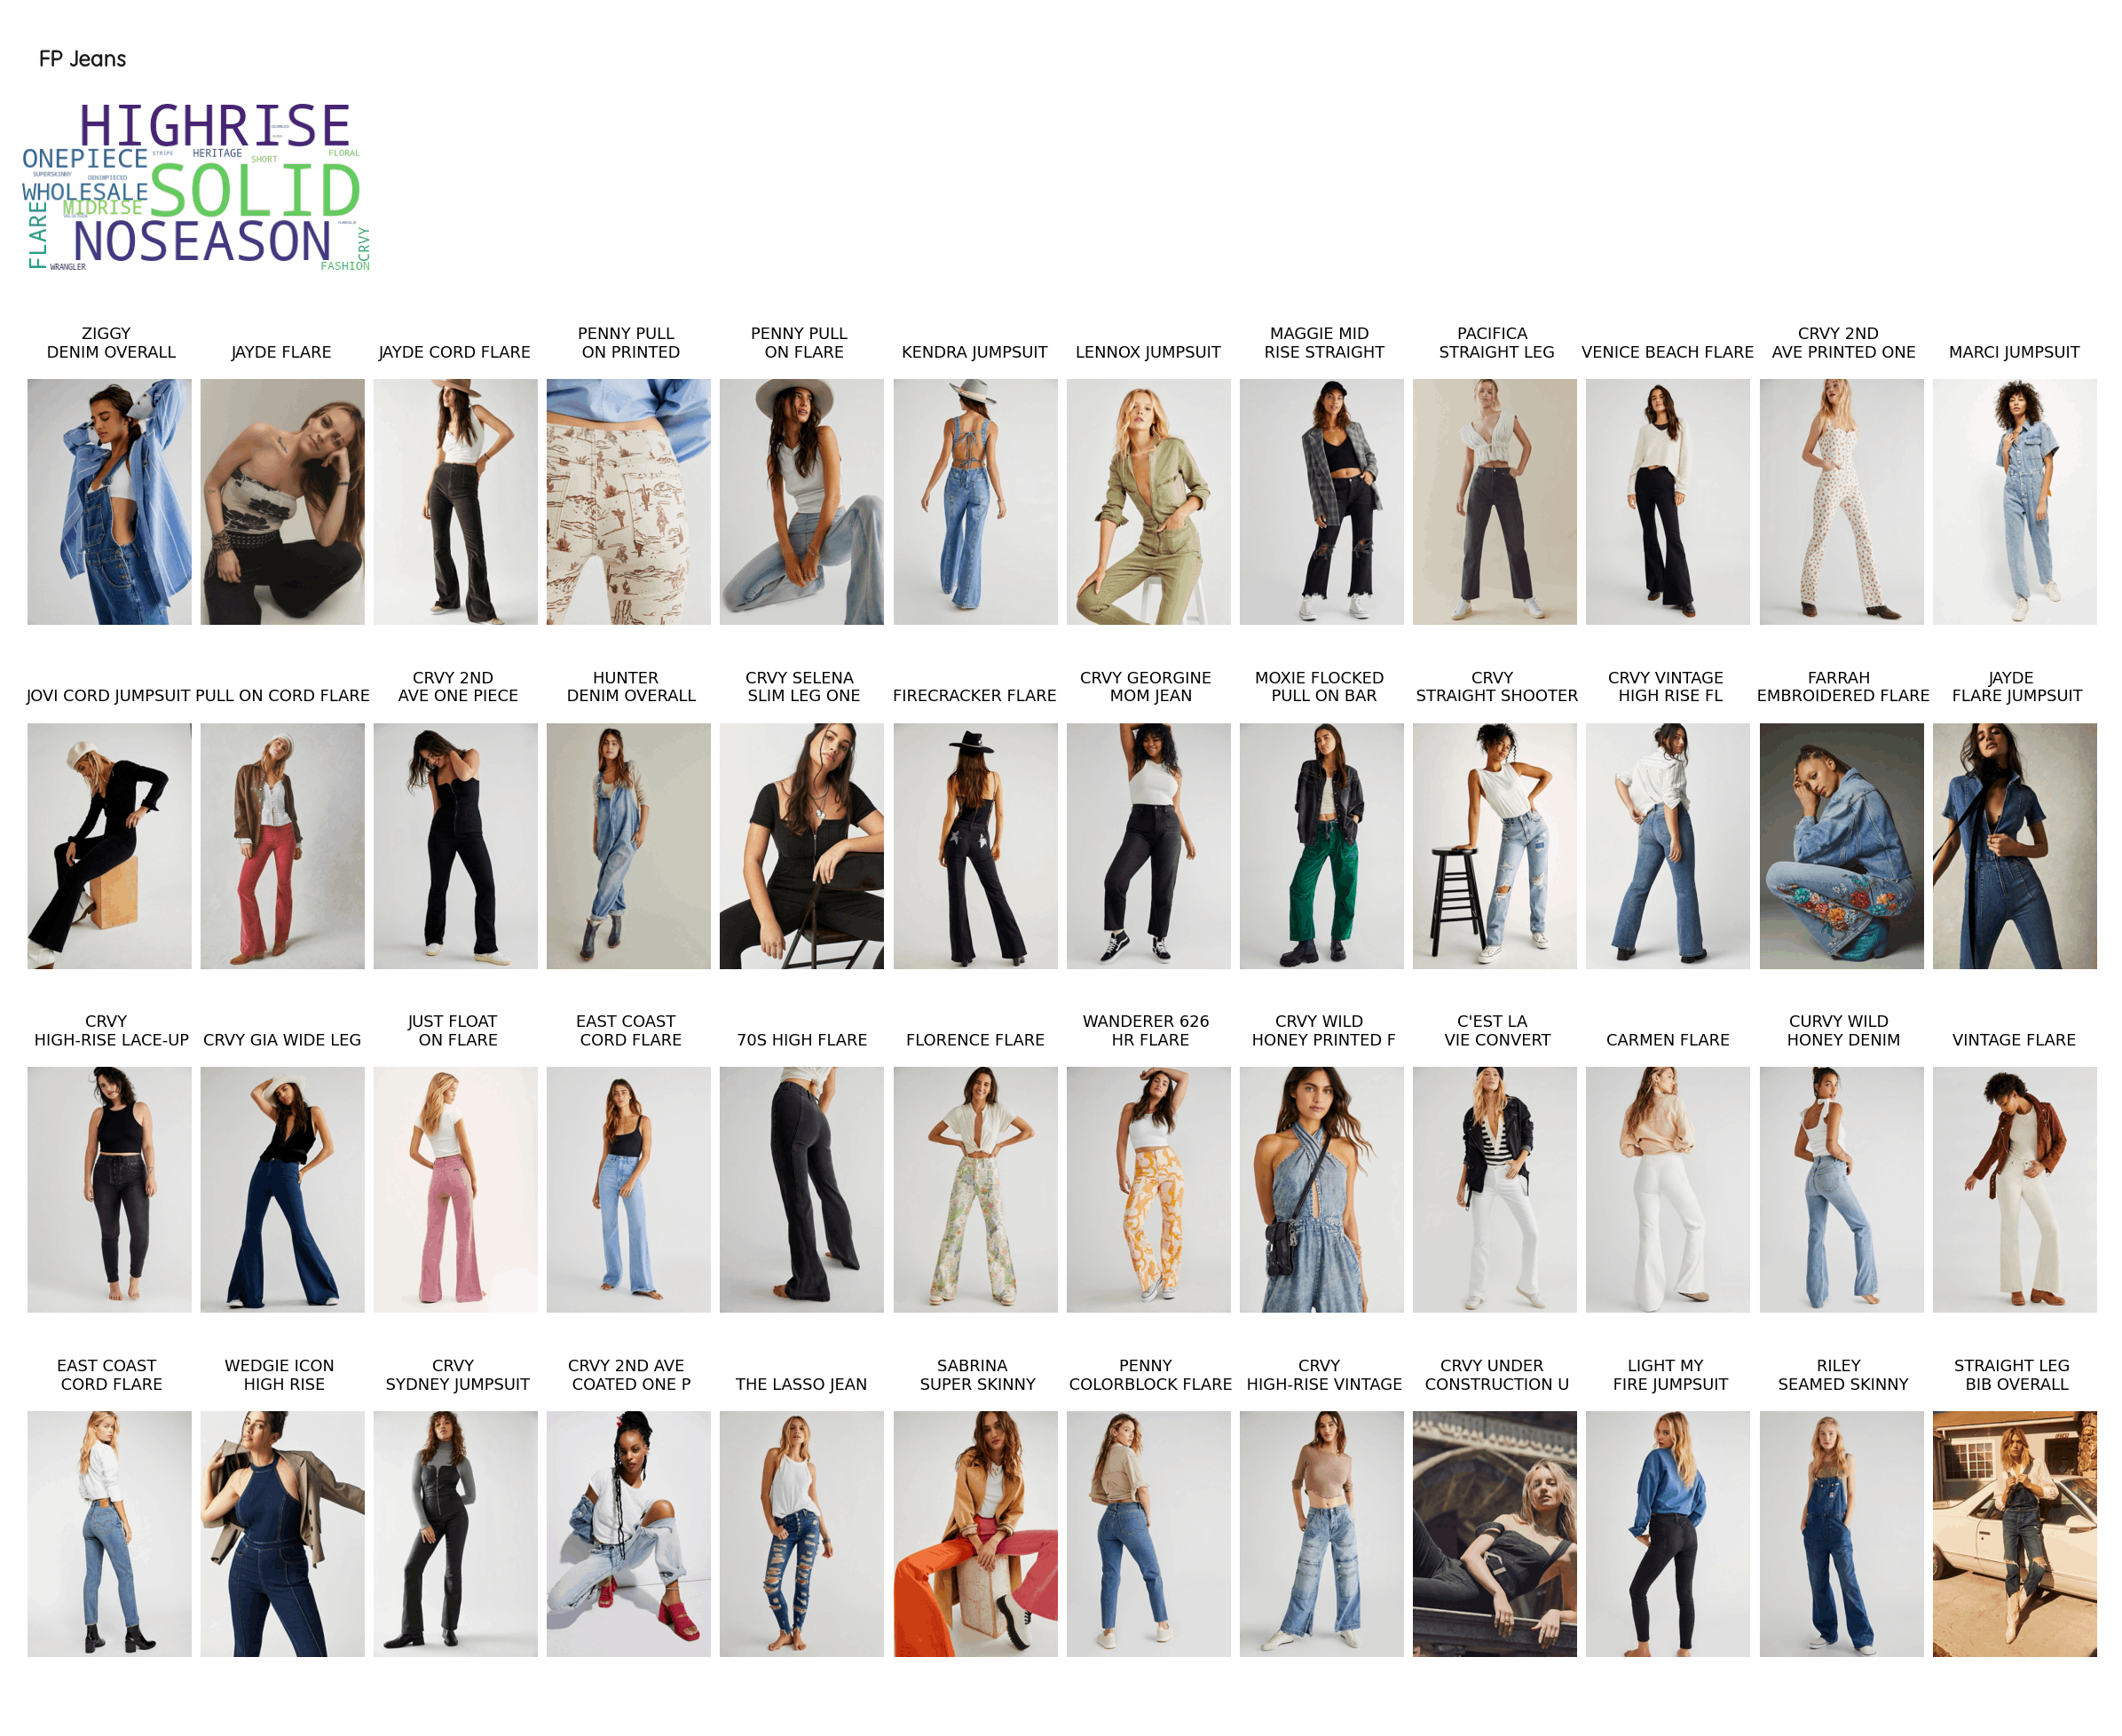 FP Jeans
HIGHRISE
ONEPIECE
STRIPE
HERITAGE
SHORT
FLORAL
SUPERSKINNY
DENIMPIECED
SOLID
WHOLESALE
MIDRISE
FLARE
NOSEASON
CRVY
WRANGLER
FASHION
ZIGGY
DENIM OVERALL
JAYDE FLARE
JAYDE CORD FLARE
PENNY PULL
ON PRINTED
PENNY PULL
ON FLARE
KENDRA JUMPSUIT
LENNOX JUMPSUIT
MAGGIE MID
RISE STRAIGHT
PACIFICA
STRAIGHT LEG
VENICE BEACH FLARE
CRVY 2ND
AVE PRINTED ONE
MARCI JUMPSUIT
JOVI CORD JUMPSUIT
PULL ON CORD FLARE
CRVY 2ND
AVE ONE PIECE
HUNTER
DENIM OVERALL
CRVY SELENA
SLIM LEG ONE
FIRECRACKER FLARE
CRVY GEORGINE
MOM JEAN
MOXIE FLOCKED
PULL ON BAR
CRVY
STRAIGHT SHOOTER
CRVY VINTAGE
HIGH RISE FL
FARRAH
EMBROIDERED FLARE
JAYDE
FLARE JUMPSUIT
CRVY
HIGH-RISE LACE-UP
CRVY GIA WIDE LEG
JUST FLOAT
ON FLARE
EAST COAST
CORD FLARE
70S HIGH FLARE
FLORENCE FLARE
WANDERER 626
HR FLARE
CRVY WILD
HONEY PRINTED F
C'EST LA
VIE CONVERT
CARMEN FLARE
CURVY WILD
HONEY DENIM
VINTAGE FLARE
EAST COAST
CORD FLARE
WEDGIE ICON
HIGH RISE
CRVY
SYDNEY JUMPSUIT
CRVY 2ND AVE
COATED ONE P
THE LASSO JEAN
SABRINA
SUPER SKINNY
PENNY
COLORBLOCK FLARE
CRVY
HIGH-RISE VINTAGE
CRVY UNDER
CONSTRUCTION U
LIGHT MY
FIRE JUMPSUIT
RILEY
SEAMED SKINNY
STRAIGHT LEG
BIB OVERALL